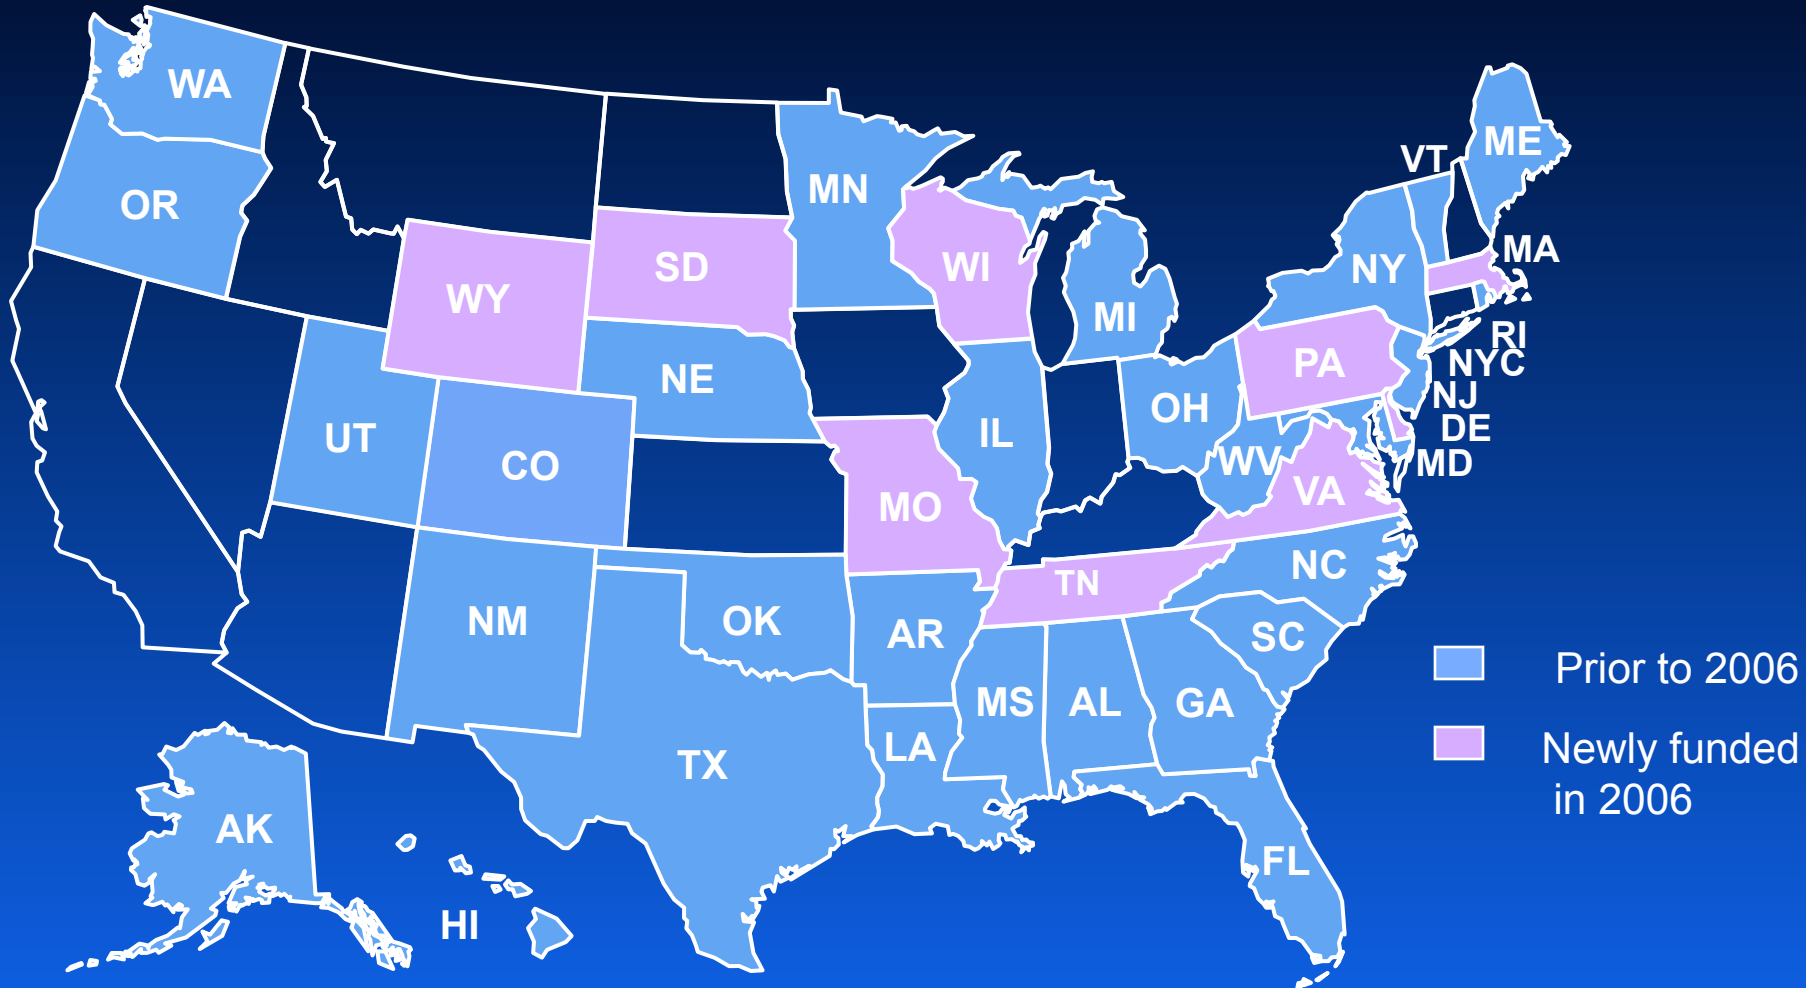 WA
VT
ME
OR
MN
MA
SD
WI
NY
WY
MI
RI
PA
NYC
NE
NJ
OH
DE
UT
IL
CO
WV
MD
VA
MO
NC
TN
NM
OK
AR
SC
Prior to 2006
MS
AL
GA
LA
TX
Newly funded
in 2006
AK
FL
HI